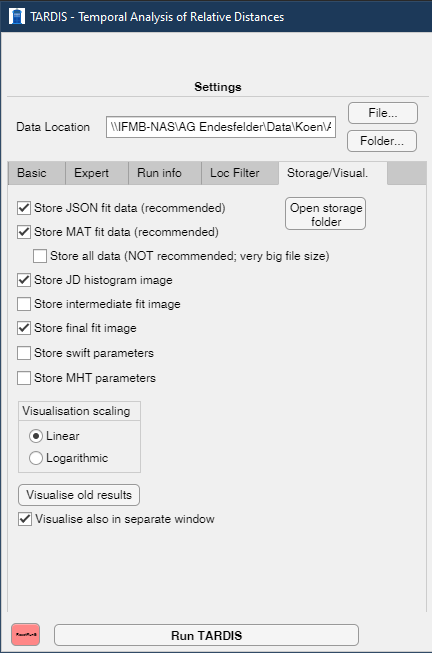 TARDIS - Temporal Analysis of Relative Distances
Settings
File...
Data Location
\\IFMB-NAS\AG Endesfelder\Data\Koen\
Folder...
Basic Expert Run info Loc Filter Storage/Visual.
Store JSON fit data (recommended)
Open storage
folder
Store MAT fit data (recommended)
Store all data (NOT recommended; very big file size)
Store JD histogram image
Store intermediate fit image
Store final fit image
Store swift parameters
Store MHT parameters
Visualisation scaling
Linear
Logarithmic
Visualise old results
Visualise also in separate window
Run TARDIS